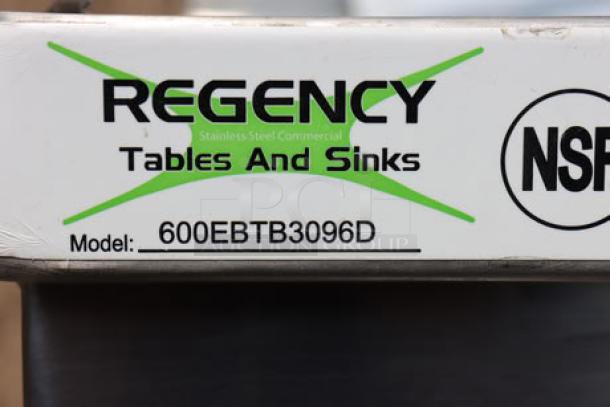 REGENCY
Stainless Steel Commercial
Tables And Sinks
NSF
Model: 600EBTB3096D